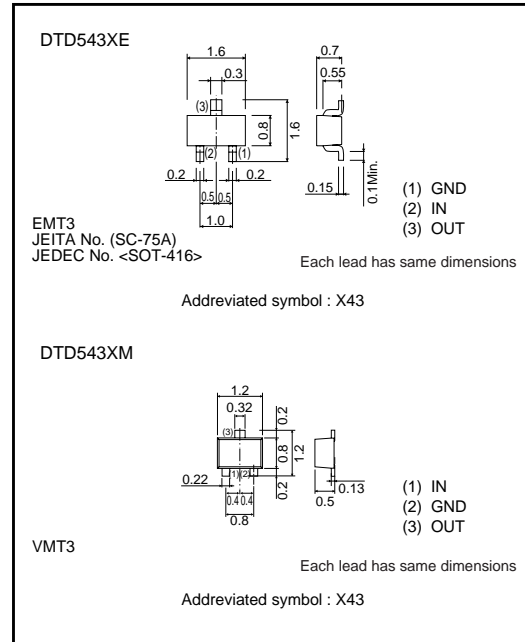 DTD543XE
1.6
0.3
0.7
0.55
(3)
0.8
1.6
(2)
(1)
0.2
0.2
0.5
0.5
1.0
0.15
0.1Min.
(1) GND
(2) IN
(3) OUT
EMT3
JEITA No. (SC-75A)
JEDEC No. <SOT-416>
Each lead has same dimensions
Addreviated symbol : X43
DTD543XM
1.2
0.32
0.2
(3)
0.8
1.2
0.22
(1)
(2)
0.2
0.4
0.4
0.8
0.13
0.5
(1) IN
(2) GND
(3) OUT
VMT3
Each lead has same dimensions
Addreviated symbol : X43